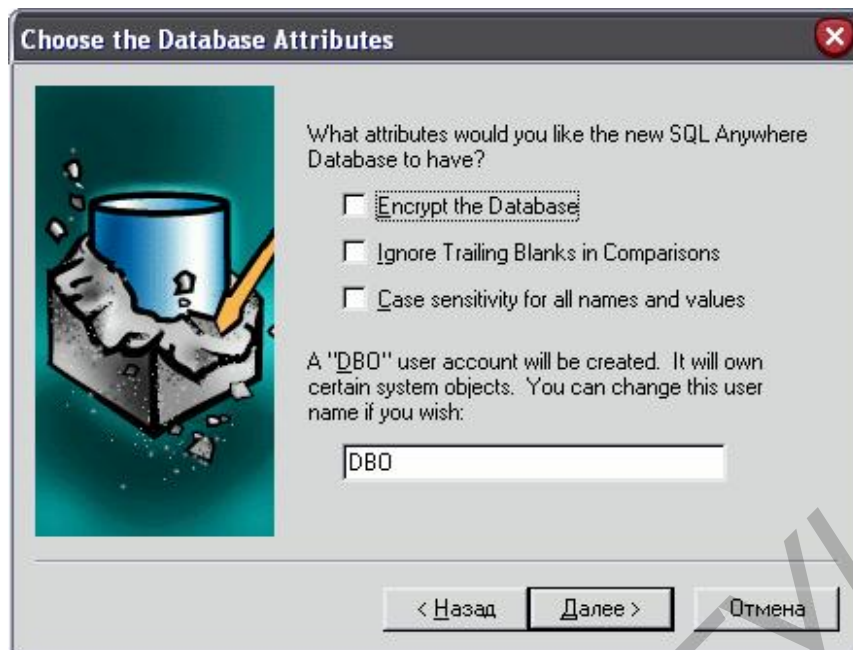 Choose the Database Attributes
What attributes would you like the new SQL Anywhere
Database to have?
Encrypt the Database
Ignore Trailing Blanks in Comparisons
Case sensitivity for all names and values
A "DBO" user account will be created. It will own
certain system objects. You can change this user
name if you wish:
DBO
< Назад
Далее >
Отмена